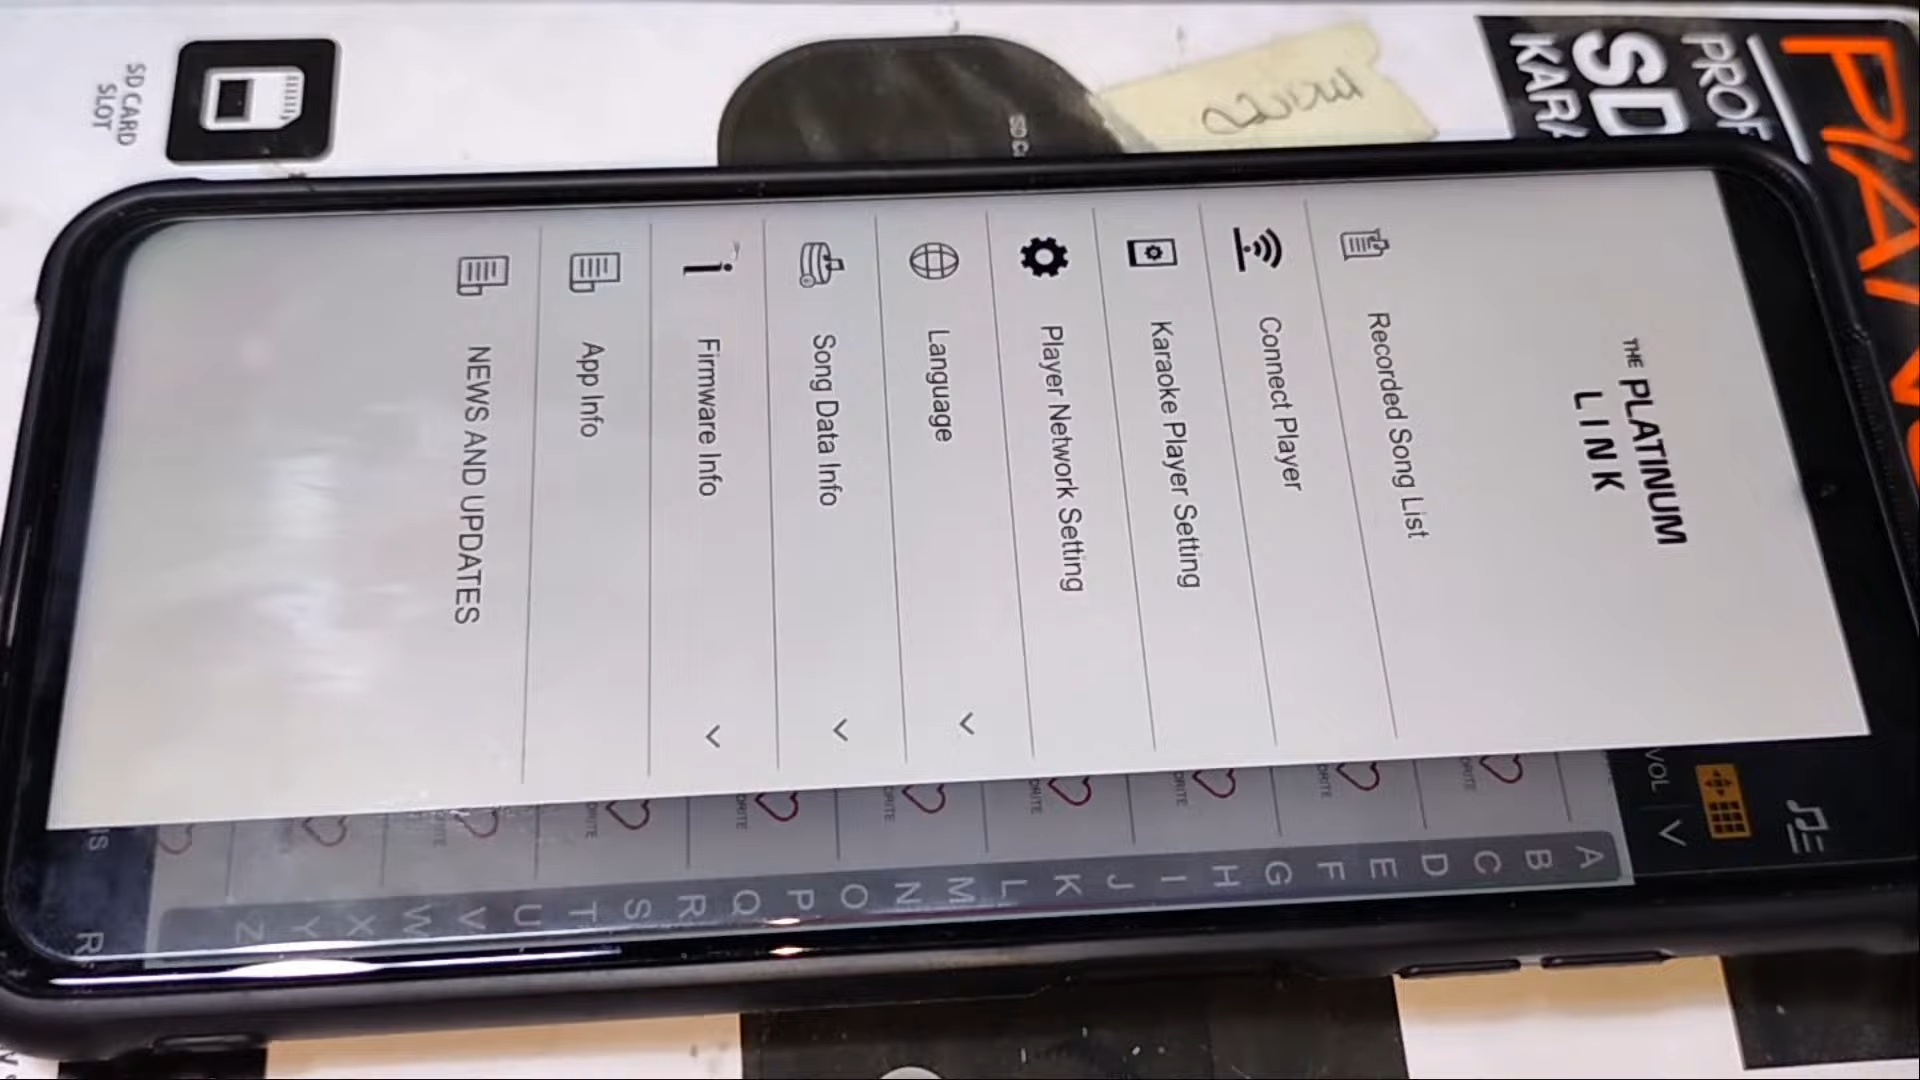 THE PLATINUM
LINK
Recorded Song List
Connect Player
Karaoke Player Setting
Player Network Setting
Language
Song Data Info
Firmware Info
App Info
NEWS AND UPDATES
VOL
A
B
C
D
E
F
G
H
I
J
K
L
M
N
O
P
Q
R
S
T
U
V
W
X
Y
Z
SD CARD
SLOT
PROF
SD
KARA